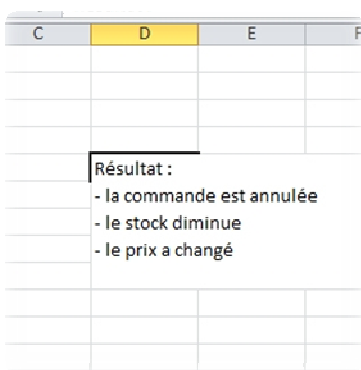 C D E F
Résultat :
- la commande est annulée
- le stock diminue
- le prix a changé